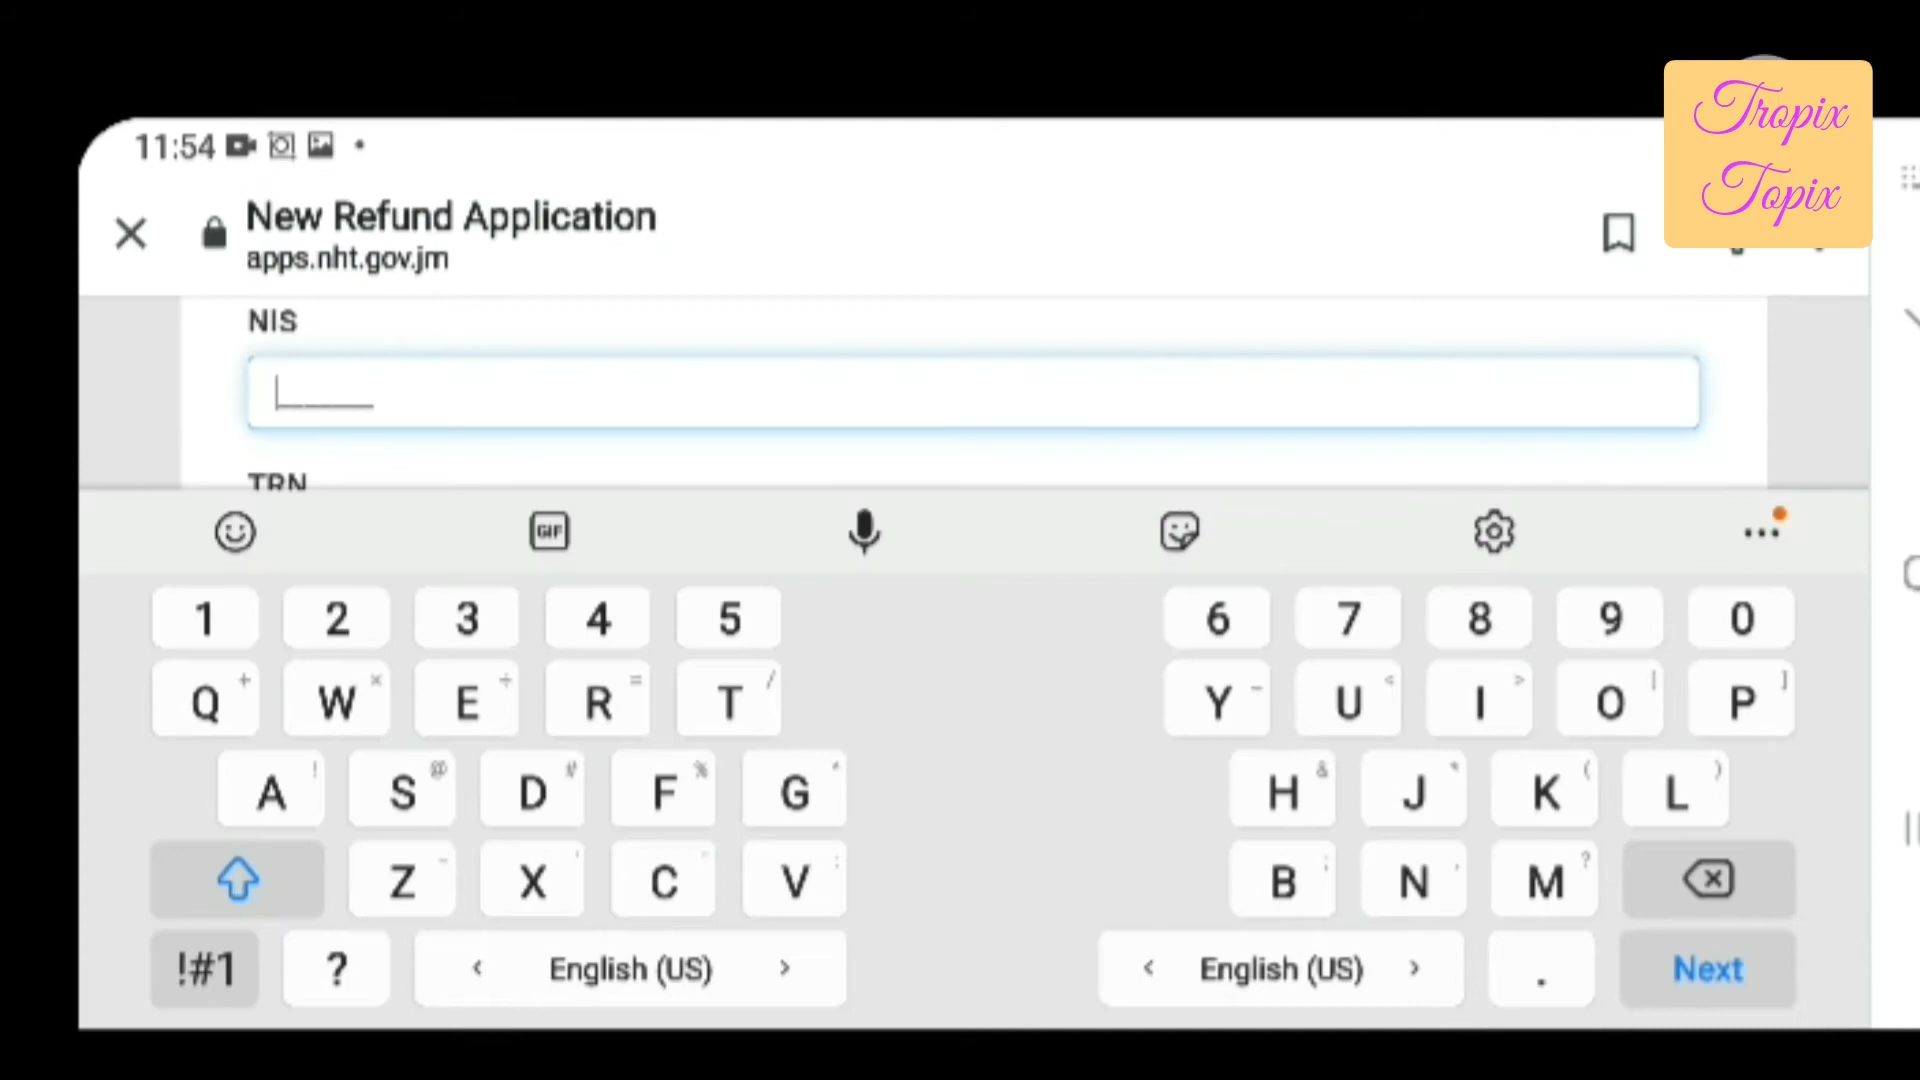 Tropix
Topix
11:54
New Refund Application
apps.nht.gov.jm
NIS
TRN
GIF
1 2 3 4 5 6 7 8 9 0
Q W E R T Y U I O P
A S D F G H J K L
Z X C V B N M
!#1 ? < English (US) > < English (US) > . Next